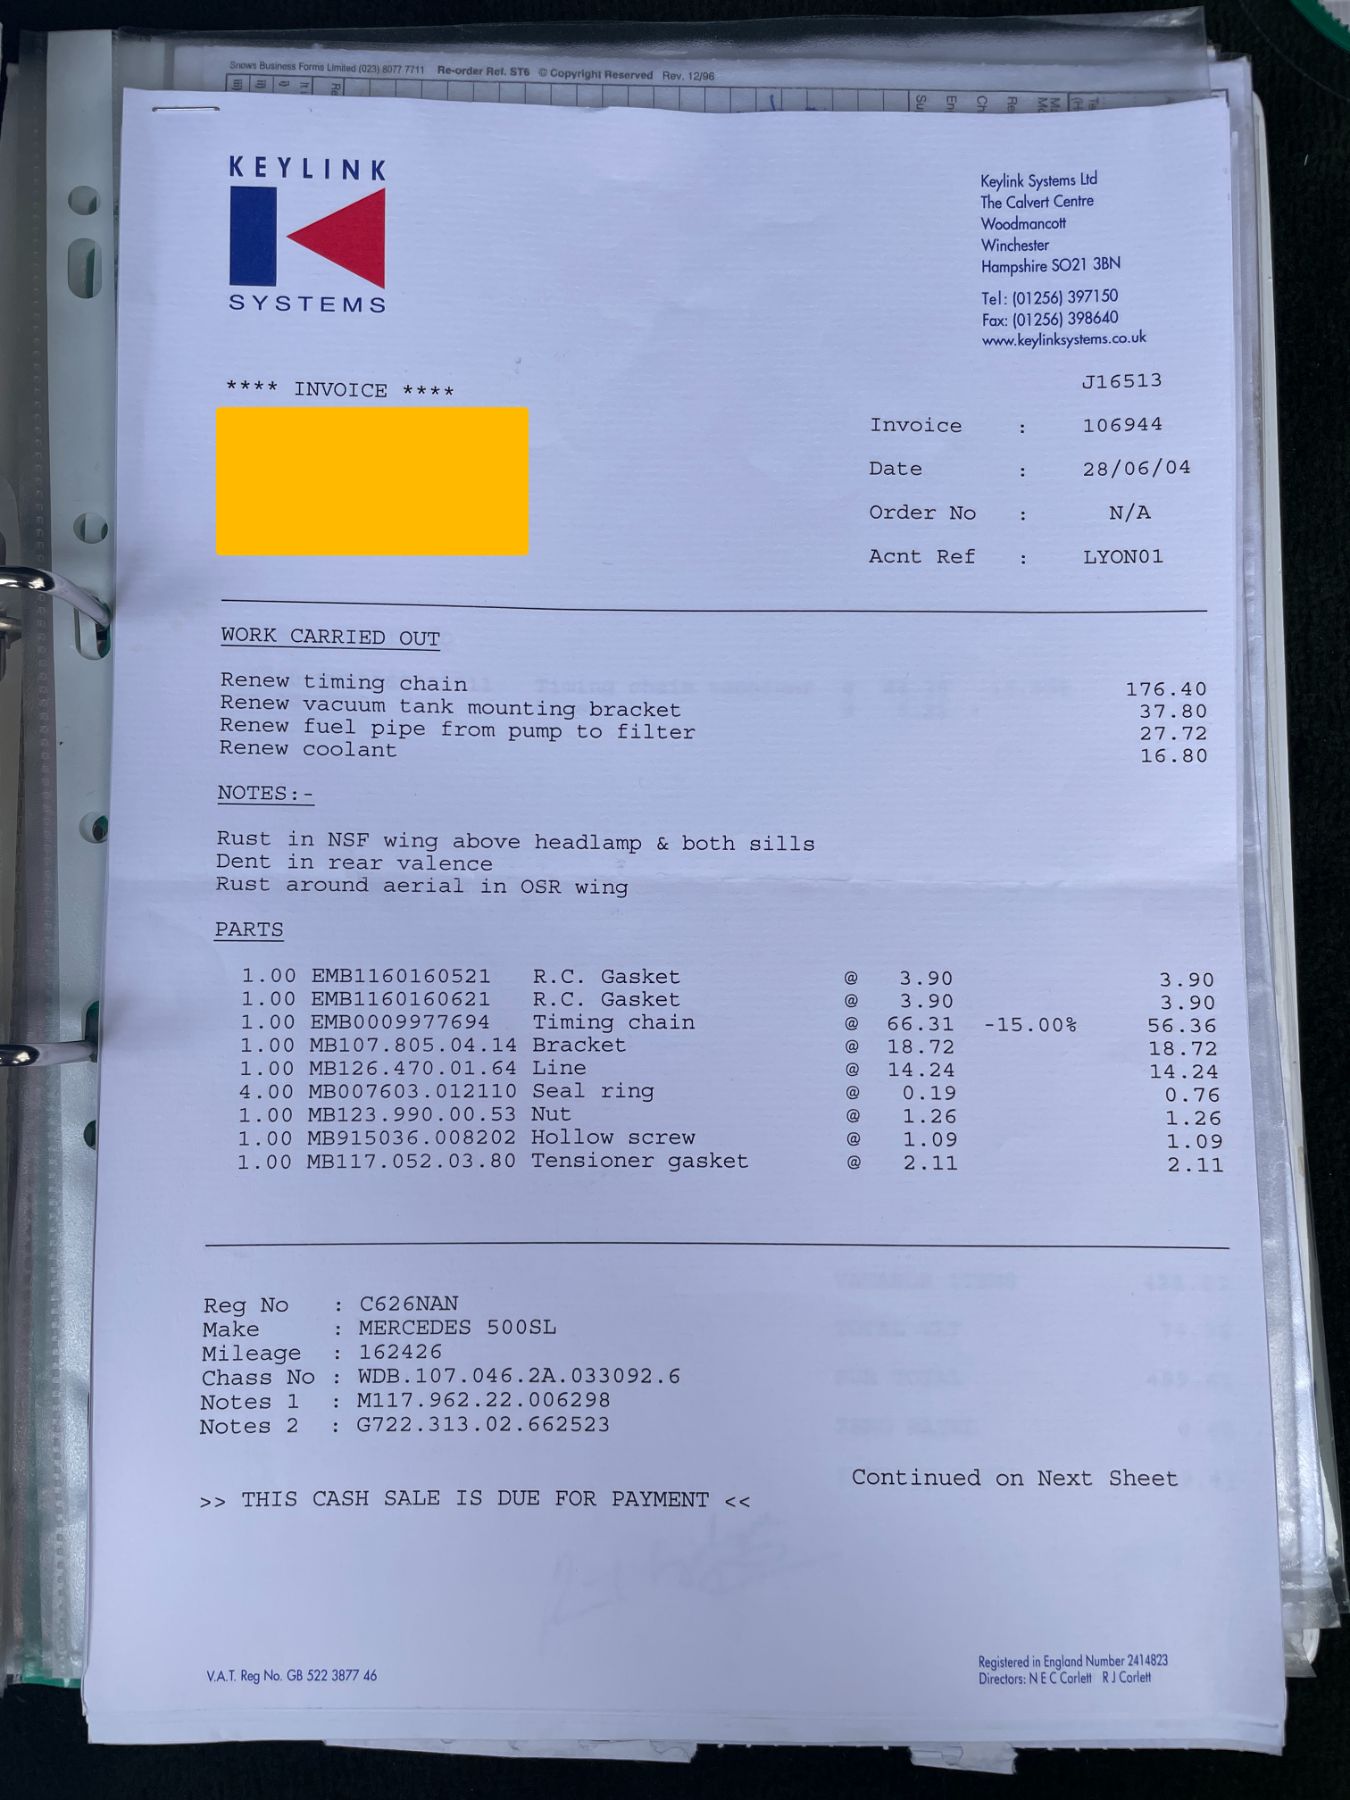 Snows Business Forms Limited (023) 8077 7711 Re-order Ref. ST6 © Copyright Reserved Rev. 12/96
KEYLINK
SYSTEMS
Keylink Systems Ltd
The Calvert Centre
Woodmancott
Winchester
Hampshire SO21 3BN
Tel: (01256) 397150
Fax: (01256) 398640
www.keylinksystems.co.uk
**** INVOICE ****
J16513
Invoice : 106944
Date : 28/06/04
Order No : N/A
Acnt Ref : LYON01
WORK CARRIED OUT
Renew timing chain 176.40
Renew vacuum tank mounting bracket 37.80
Renew fuel pipe from pump to filter 27.72
Renew coolant 16.80
NOTES:-
Rust in NSF wing above headlamp & both sills
Dent in rear valence
Rust around aerial in OSR wing
PARTS
1.00 EMB1160160521 R.C. Gasket @ 3.90 3.90
1.00 EMB1160160621 R.C. Gasket @ 3.90 3.90
1.00 EMB0009977694 Timing chain @ 66.31 -15.00% 56.36
1.00 MB107.805.04.14 Bracket @ 18.72 18.72
1.00 MB126.470.01.64 Line @ 14.24 14.24
4.00 MB007603.012110 Seal ring @ 0.19 0.76
1.00 MB123.990.00.53 Nut @ 1.26 1.26
1.00 MB915036.008202 Hollow screw @ 1.09 1.09
1.00 MB117.052.03.80 Tensioner gasket @ 2.11 2.11
Reg No : C626NAN
Make : MERCEDES 500SL
Mileage : 162426
Chass No : WDB.107.046.2A.033092.6
Notes 1 : M117.962.22.006298
Notes 2 : G722.313.02.662523
Continued on Next Sheet
>> THIS CASH SALE IS DUE FOR PAYMENT <<
V.A.T. Reg No. GB 522 3877 46
Registered in England Number 2414823
Directors: N E C Corlett R J Corlett